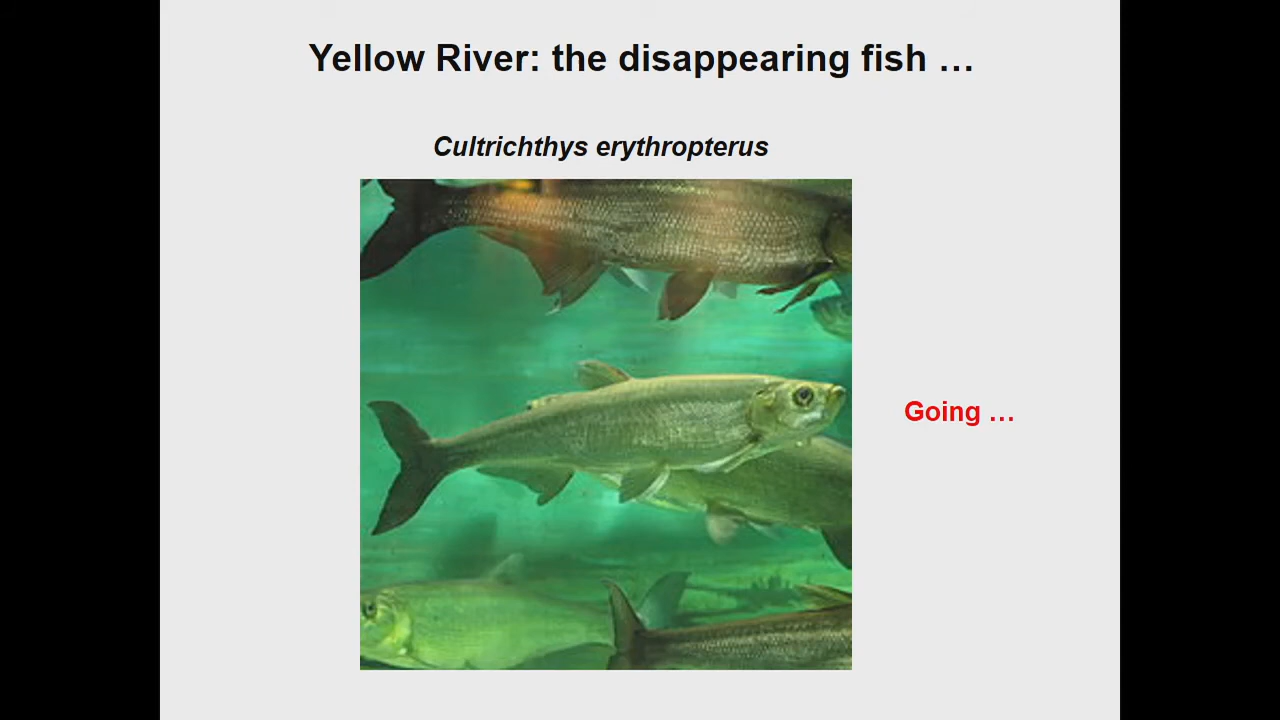 Yellow River: the disappearing fish …
Cultrichthys erythropterus
Going …